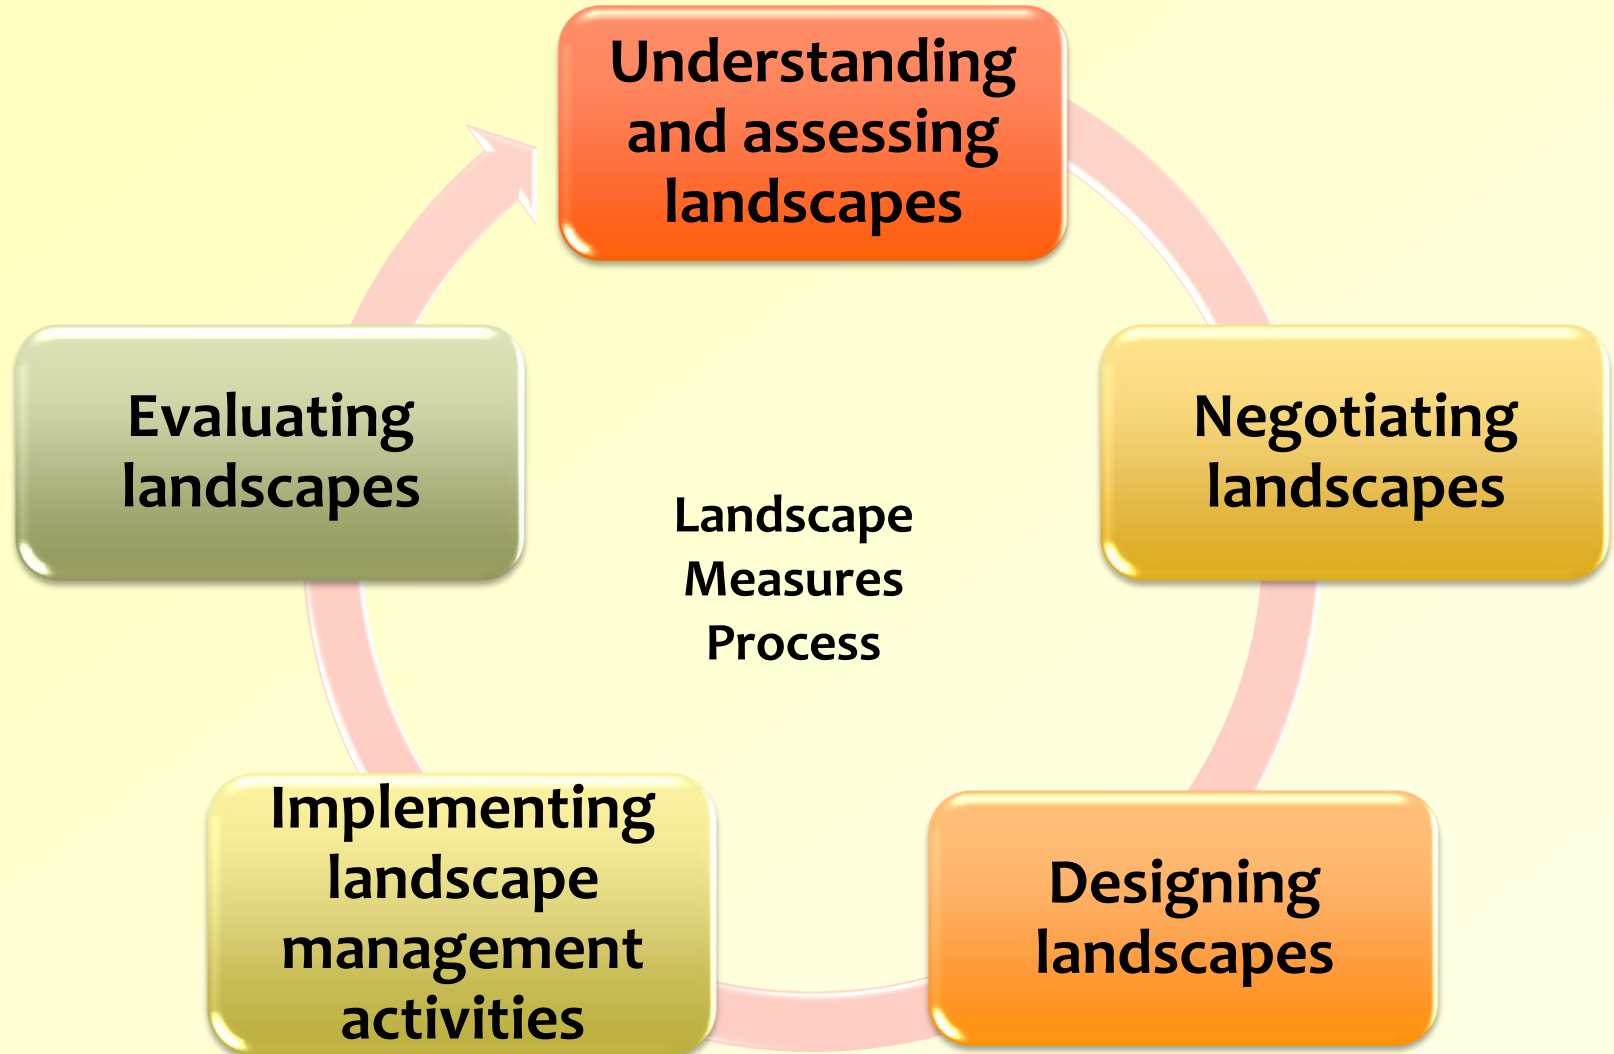 Understanding
and assessing
landscapes
Negotiating
landscapes
Designing
landscapes
Implementing
landscape
management
activities
Evaluating
landscapes
Landscape
Measures
Process